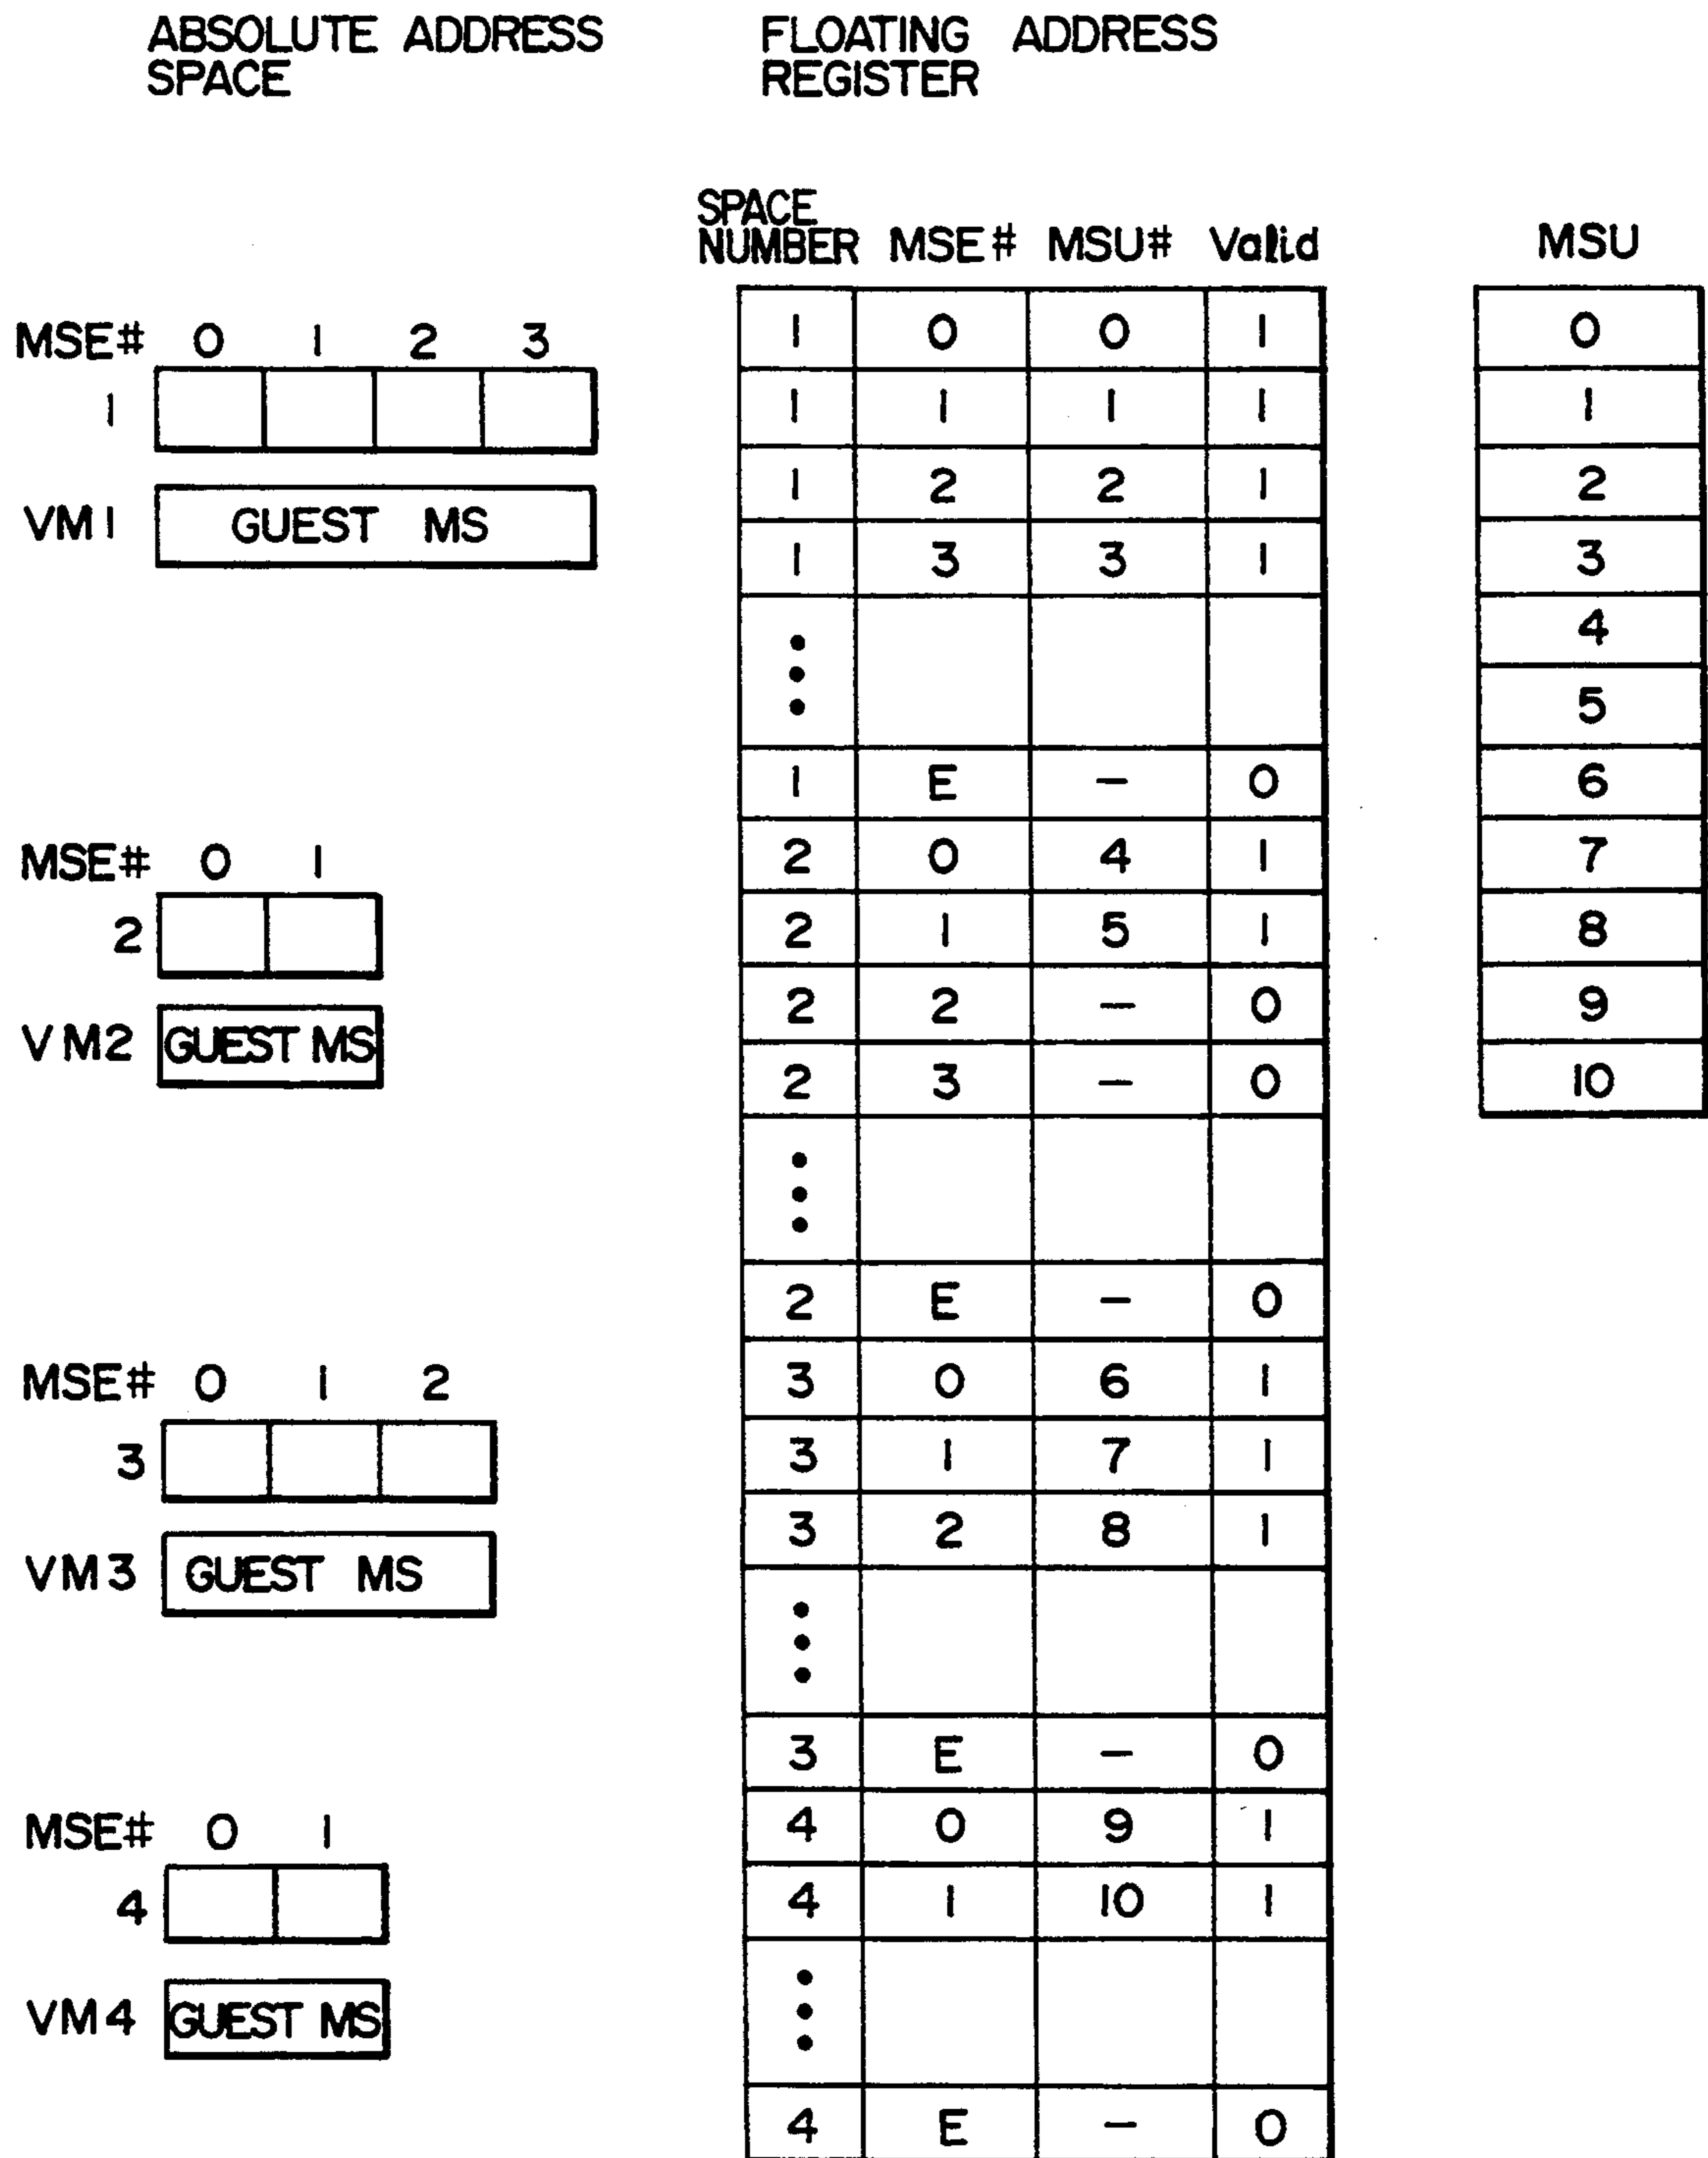 ABSOLUTE ADDRESS
SPACE
FLOATING ADDRESS
REGISTER
MSE# 0 1 2 3
1
VM1 GUEST MS
MSE# 0 1
2
VM2 GUEST MS
MSE# 0 1 2
3
VM3 GUEST MS
MSE# 0 1
4
VM4 GUEST MS
SPACE
NUMBER MSE# MSU# Valid
1 0 0 1
1 1 1 1
1 2 2 1
1 3 3 1
1 E - 0
2 0 4 1
2 1 5 1
2 2 - 0
2 3 - 0
2 E - 0
3 0 6 1
3 1 7 1
3 2 8 1
3 E - 0
4 0 9 1
4 1 10 1
4 E - 0
MSU
0
1
2
3
4
5
6
7
8
9
10